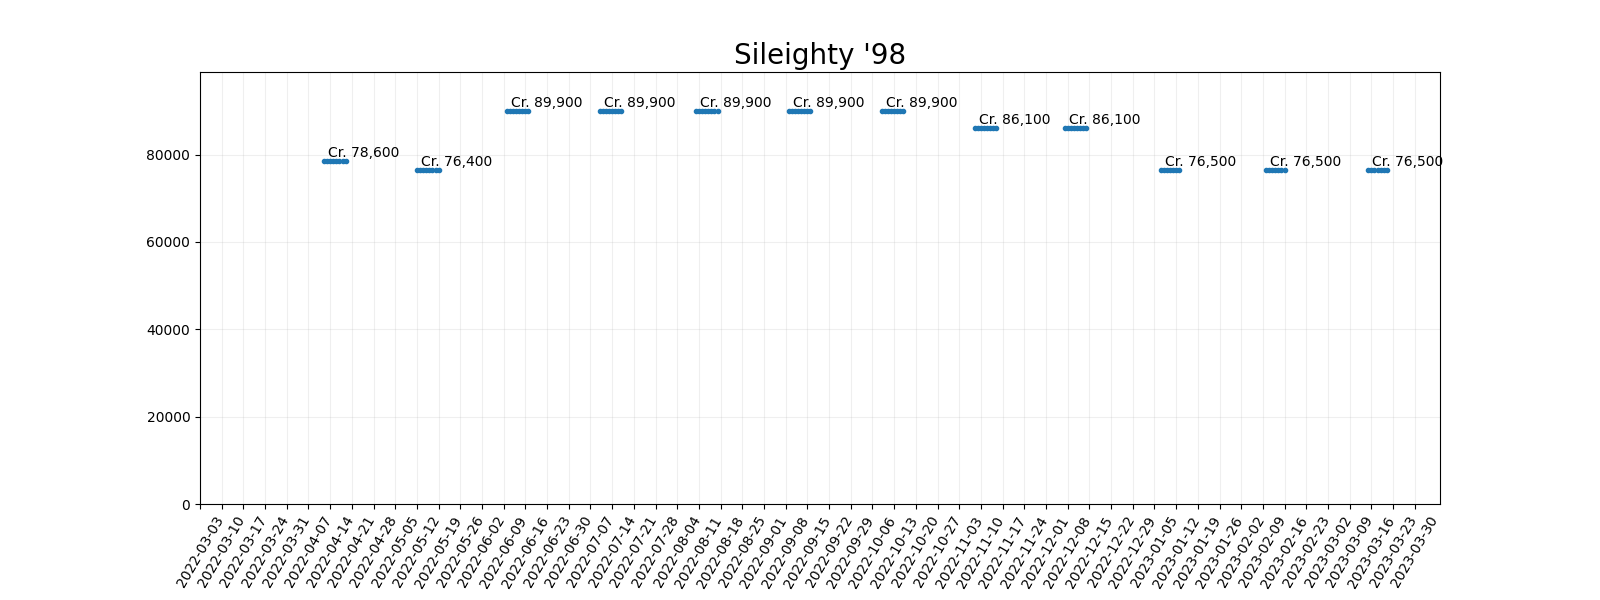 Sileighty '98
Cr. 89,900 Cr. 89,900 Cr. 89,900 Cr. 89,900 Cr. 89,900
Cr. 86,100 Cr. 86,100
Cr. 78,600
80000
Cr. 76,400 Cr. 76,500 Cr. 76,500 Cr. 76,500
60000
40000
20000
0
2022-03-03 2022-03-10 2022-03-17 2022-03-24 2022-03-31 2022-04-07 2022-04-14 2022-04-21 2022-04-28 2022-05-05 2022-05-12 2022-05-19 2022-05-26 2022-06-02 2022-06-09 2022-06-16 2022-06-23 2022-06-30 2022-07-07 2022-07-14 2022-07-21 2022-07-28 2022-08-04 2022-08-11 2022-08-18 2022-08-25 2022-09-01 2022-09-08 2022-09-15 2022-09-22 2022-09-29 2022-10-06 2022-10-13 2022-10-20 2022-10-27 2022-11-03 2022-11-10 2022-11-17 2022-11-24 2022-12-01 2022-12-08 2022-12-15 2022-12-22 2022-12-29 2023-01-05 2023-01-12 2023-01-19 2023-01-26 2023-02-02 2023-02-09 2023-02-16 2023-02-23 2023-03-02 2023-03-09 2023-03-16 2023-03-23 2023-03-30